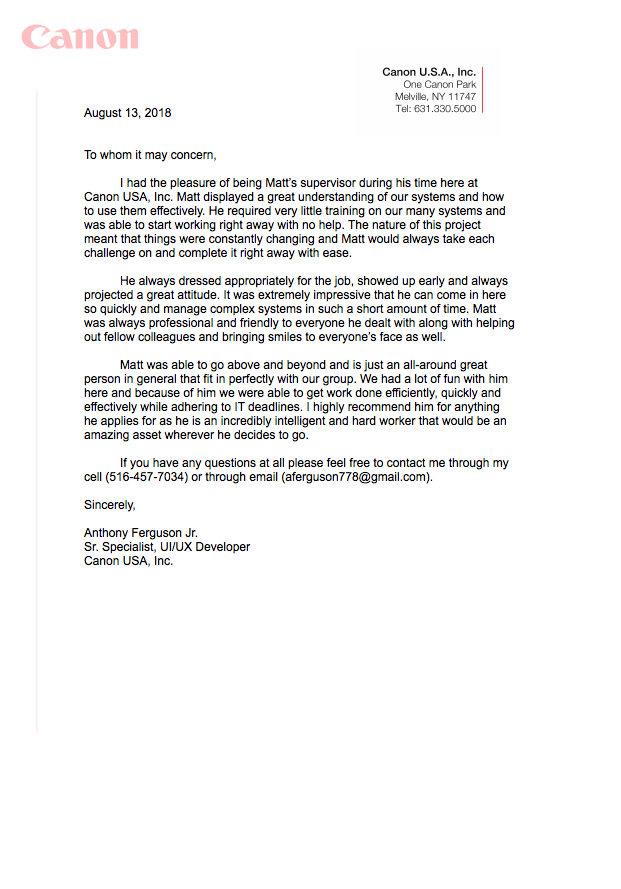 Canon
Canon U.S.A., Inc.
One Canon Park
Melville, NY 11747
Tel: 631.330.5000
August 13, 2018
To whom it may concern,
I had the pleasure of being Matt's supervisor during his time here at
Canon USA, Inc. Matt displayed a great understanding of our systems and how
to use them effectively. He required very little training on our many systems and
was able to start working right away with no help. The nature of this project
meant that things were constantly changing and Matt would always take each
challenge on and complete it right away with ease.
He always dressed appropriately for the job, showed up early and always
projected a great attitude. It was extremely impressive that he can come in here
so quickly and manage complex systems in such a short amount of time. Matt
was always professional and friendly to everyone he dealt with along with helping
out fellow colleagues and bringing smiles to everyone's face as well.
Matt was able to go above and beyond and is just an all-around great
person in general that fit in perfectly with our group. We had a lot of fun with him
here and because of him we were able to get work done efficiently, quickly and
effectively while adhering to IT deadlines. I highly recommend him for anything
he applies for as he is an incredibly intelligent and hard worker that would be an
amazing asset wherever he decides to go.
If you have any questions at all please feel free to contact me through my
cell (516-457-7034) or through email (aferguson778@gmail.com).
Sincerely,
Anthony Ferguson Jr.
Sr. Specialist, UI/UX Developer
Canon USA, Inc.